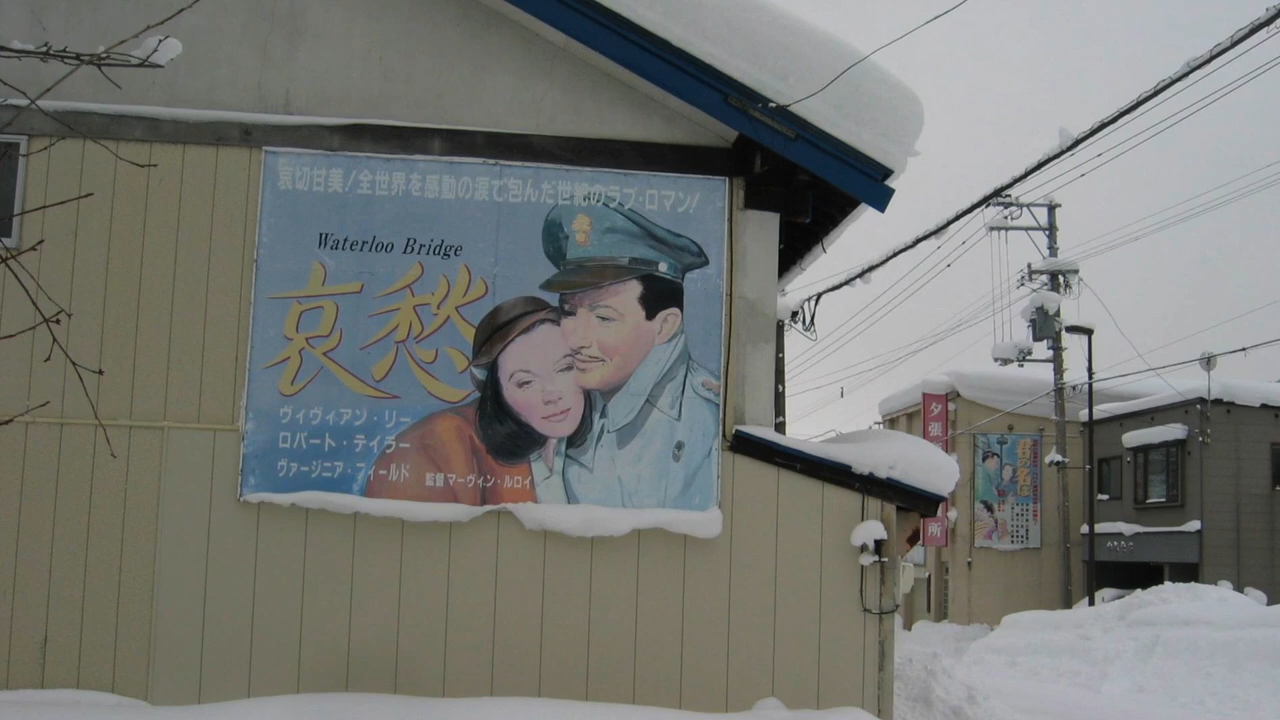 哀切甘美!全世界を感動の涙で包んだ世紀のラブ・ロマン!
Waterloo Bridge
哀愁
ヴィヴィアン・リー
ロバート・テイラー
ヴァージニア・フィールド
監督マーヴィン・ルロイ
夕張
所